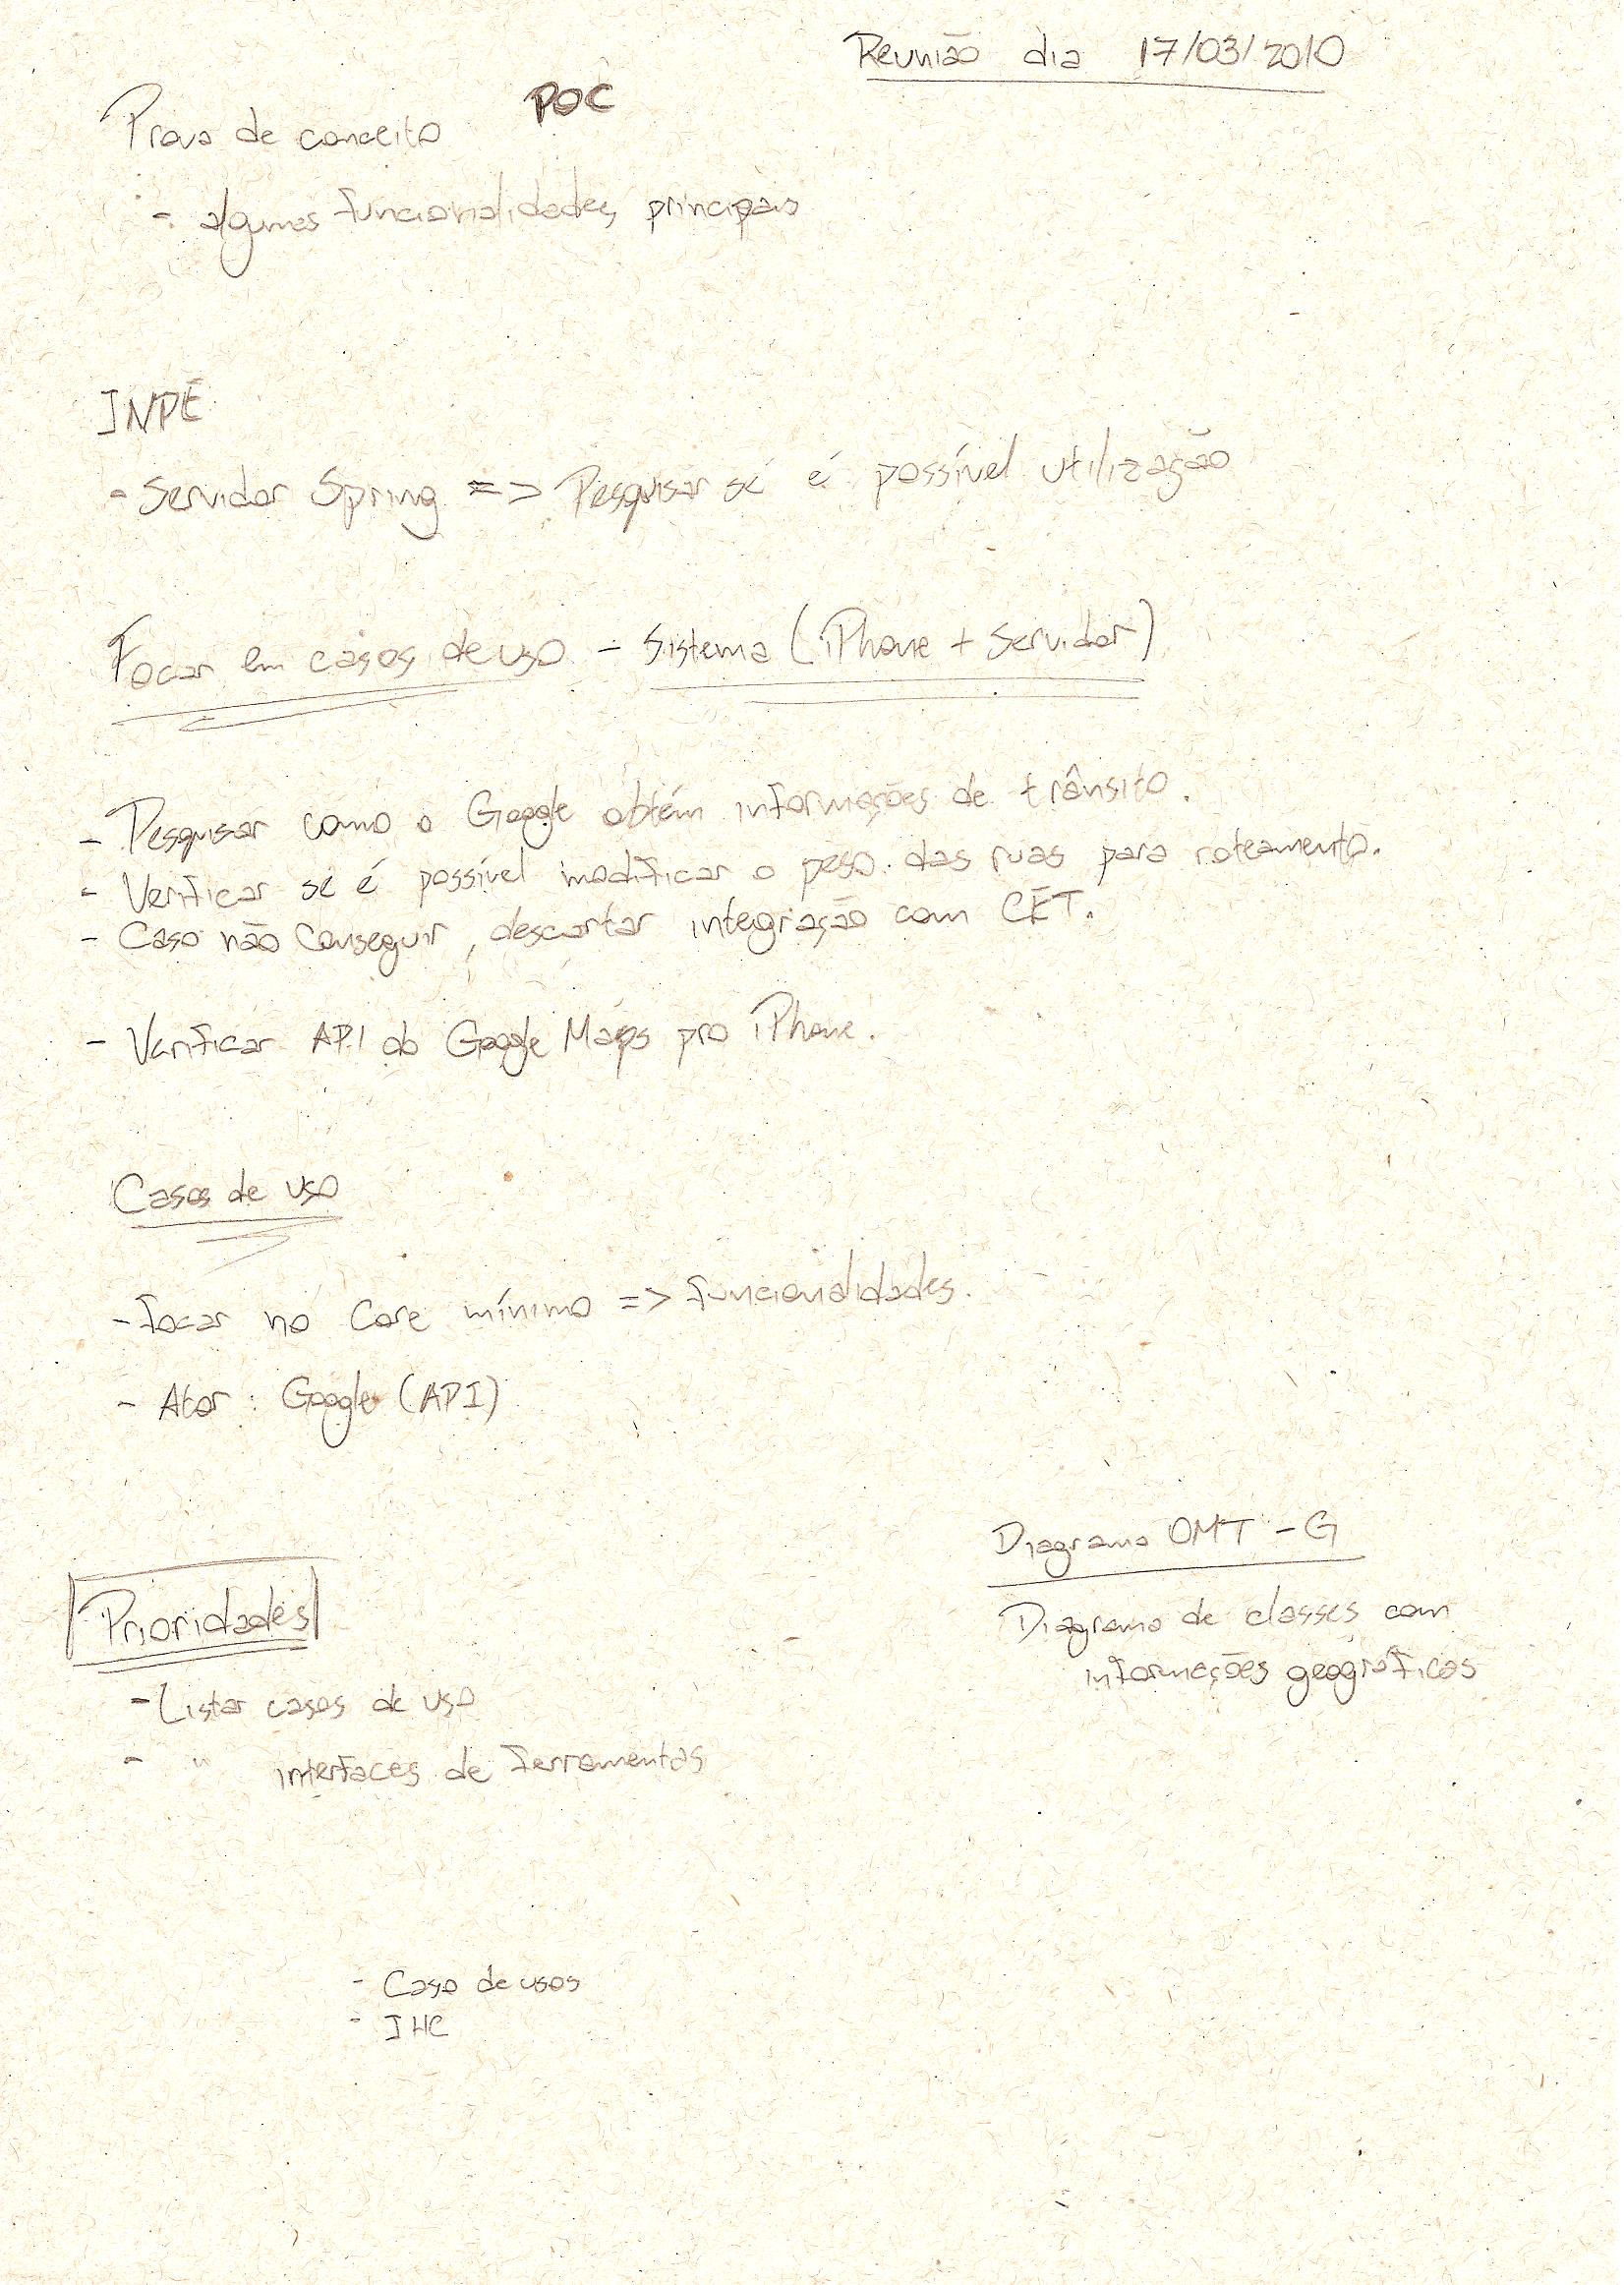 Reunião dia 17/03/2010
POC
Prova de conceito
- algumas funcionalidades principais
INPE
- Servidor Spring => Pesquisar se é possível utilização
Focar em casos de uso - Sistema (iPhone + Servidor)
- Pesquisar como o Google obtém informações de trânsito.
- Verificar se é possível modificar o peso das ruas para roteamento.
- Caso não conseguir, descartar integração com CET.
- Verificar API do Google Maps pro iPhone.
Casos de uso
- Focar no Core mínimo => funcionalidades.
- Ator: Google (API)
Diagrama OMT-G
Diagrama de classes com
informações geográficas
Prioridades
- Listar casos de uso
- " interfaces de ferramentas
- Caso de usos
- IHC